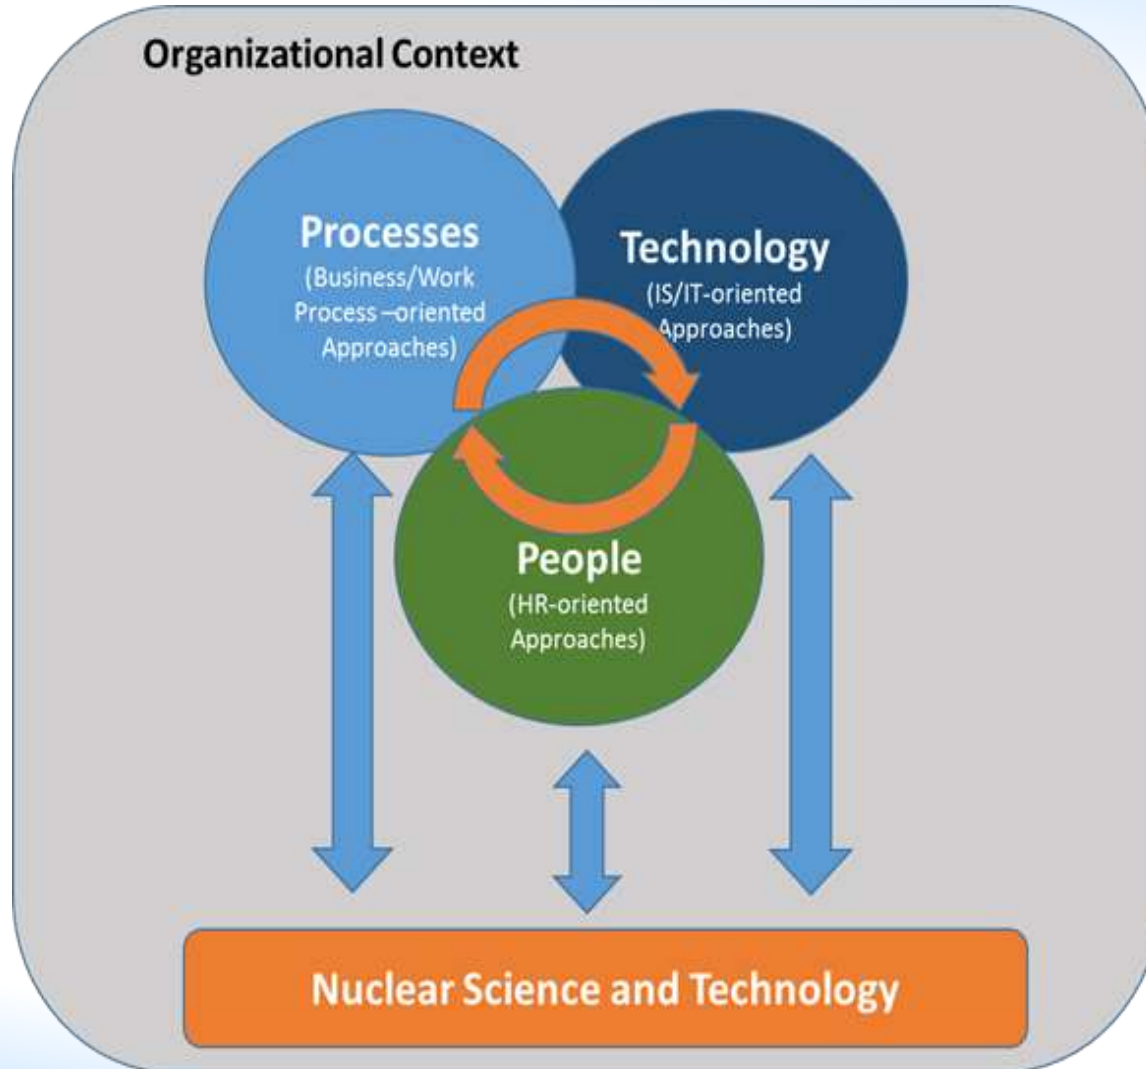 Organizational Context
Processes
(Business/Work
Process –oriented
Approaches)
Technology
(IS/IT-oriented
Approaches)
People
(HR-oriented
Approaches)
Nuclear Science and Technology